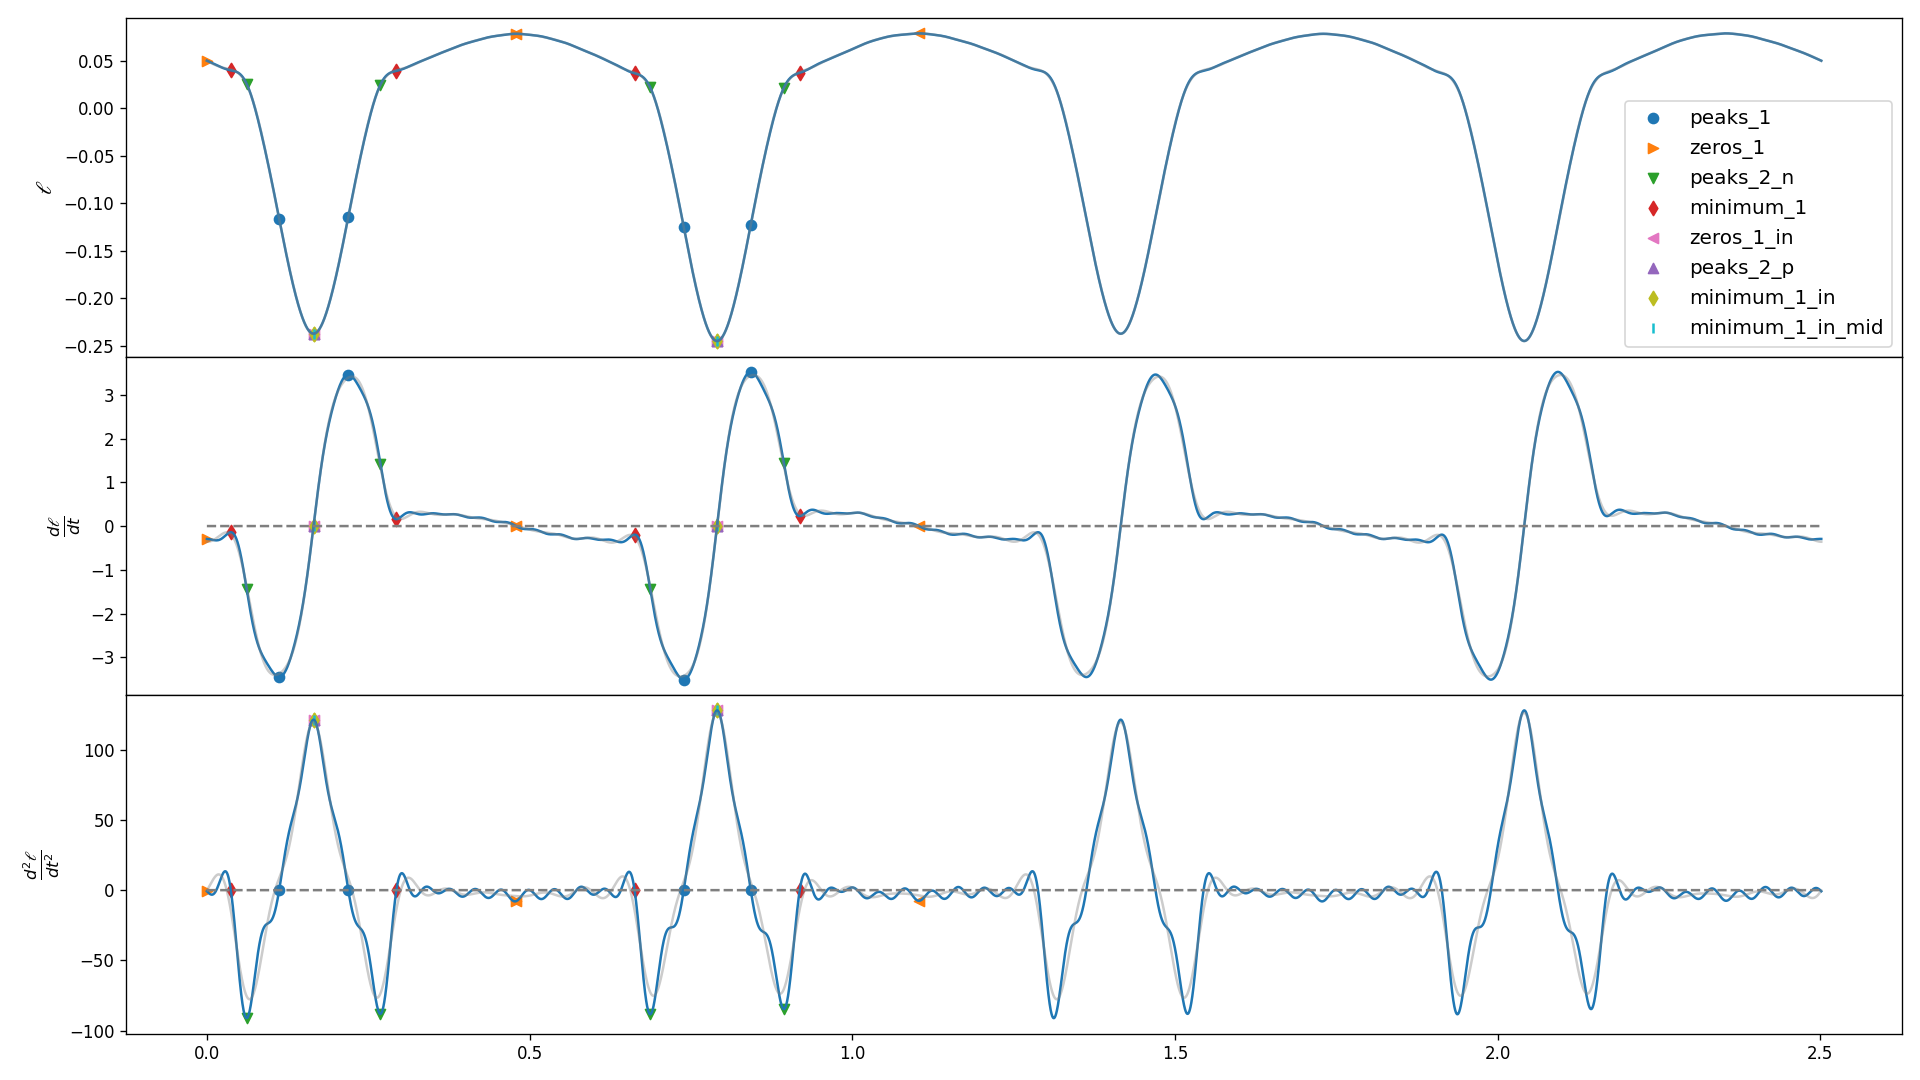 0.05
0.00
−0.05
−0.10
−0.15
−0.20
−0.25
ℓ
peaks_1
zeros_1
peaks_2_n
minimum_1
zeros_1_in
peaks_2_p
minimum_1_in
minimum_1_in_mid
3
2
1
0
−1
−2
−3
dℓ/dt
100
50
0
−50
−100
d²ℓ/dt²
0.0 0.5 1.0 1.5 2.0 2.5